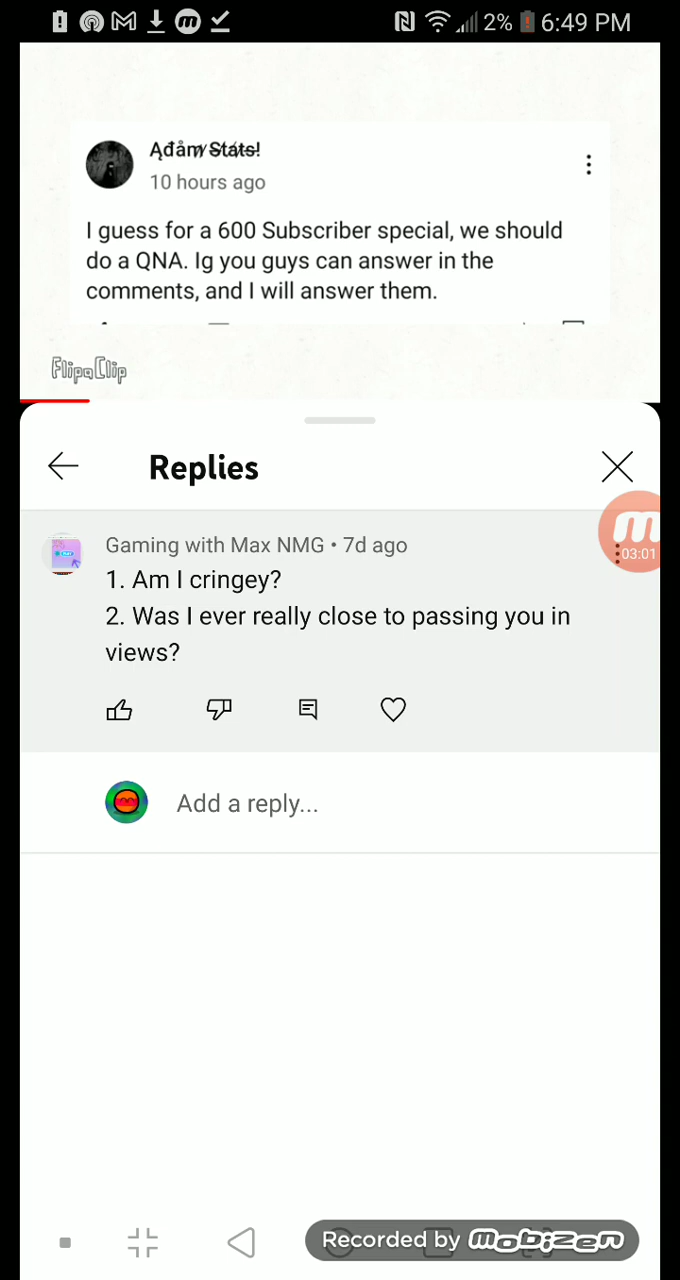 2% 6:49 PM
Ąđåm Stats!
10 hours ago
I guess for a 600 Subscriber special, we should
do a QNA. Ig you guys can answer in the
comments, and I will answer them.
FlipaClip
Replies
Gaming with Max NMG • 7d ago
03:01
1. Am I cringey?
2. Was I ever really close to passing you in
views?
Add a reply...
Recorded by mobizen